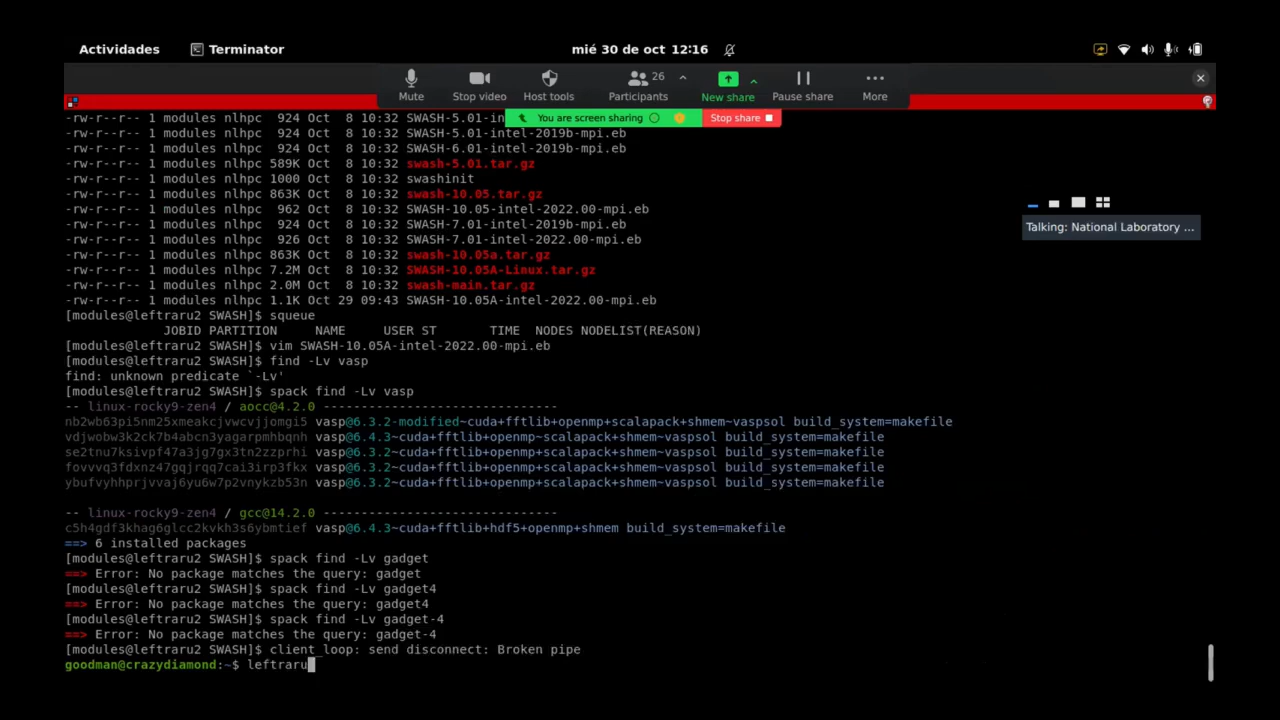 Actividades Terminator mié 30 de oct 12:16
Mute Stop video Host tools Participants 26 New share Pause share More
You are screen sharing Stop share
-rw-r--r-- 1 modules nlhpc  924 Oct  8 10:32 SWASH-5.01-in
-rw-r--r-- 1 modules nlhpc  924 Oct  8 10:32 SWASH-5.01-intel-2019b-mpi.eb
-rw-r--r-- 1 modules nlhpc  924 Oct  8 10:32 SWASH-6.01-intel-2019b-mpi.eb
-rw-r--r-- 1 modules nlhpc 589K Oct  8 10:32 swash-5.01.tar.gz
-rw-r--r-- 1 modules nlhpc 1000 Oct  8 10:32 swashinit
-rw-r--r-- 1 modules nlhpc 863K Oct  8 10:32 swash-10.05.tar.gz
-rw-r--r-- 1 modules nlhpc  962 Oct  8 10:32 SWASH-10.05-intel-2022.00-mpi.eb
-rw-r--r-- 1 modules nlhpc  924 Oct  8 10:32 SWASH-7.01-intel-2019b-mpi.eb
-rw-r--r-- 1 modules nlhpc  926 Oct  8 10:32 SWASH-7.01-intel-2022.00-mpi.eb
-rw-r--r-- 1 modules nlhpc 863K Oct  8 10:32 swash-10.05a.tar.gz
-rw-r--r-- 1 modules nlhpc 7.2M Oct  8 10:32 SWASH-10.05A-Linux.tar.gz
-rw-r--r-- 1 modules nlhpc 2.0M Oct  8 10:32 swash-main.tar.gz
-rw-r--r-- 1 modules nlhpc 1.1K Oct 29 09:43 SWASH-10.05A-intel-2022.00-mpi.eb
Talking: National Laboratory ...
[modules@leftraru2 SWASH]$ squeue
JOBID PARTITION NAME USER ST TIME NODES NODELIST(REASON)
[modules@leftraru2 SWASH]$ vim SWASH-10.05A-intel-2022.00-mpi.eb
[modules@leftraru2 SWASH]$ find -Lv vasp
find: unknown predicate `-Lv'
[modules@leftraru2 SWASH]$ spack find -Lv vasp
-- linux-rocky9-zen4 / aocc@4.2.0 -------------------------------
nb2wb63pi5nm25xmeakcjvwcvjjomgi5 vasp@6.3.2-modified~cuda+fftlib+openmp+scalapack+shmem~vaspsol build_system=makefile
vdjwobw3k2ck7b4abcn3yagarpmhbqnh vasp@6.4.3~cuda+fftlib+openmp~scalapack+shmem~vaspsol build_system=makefile
se2tnu7ksivpf47a3jg7gx3tn2zzprhi vasp@6.3.2~cuda+fftlib+openmp+scalapack+shmem~vaspsol build_system=makefile
fovvvq3fdxnz47gqjrqq7cai3irp3fkx vasp@6.3.2~cuda+fftlib+openmp+scalapack+shmem~vaspsol build_system=makefile
ybufvyhhprjvvaj6yu6w7p2vnykzb53n vasp@6.3.2~cuda+fftlib+openmp+scalapack+shmem~vaspsol build_system=makefile
-- linux-rocky9-zen4 / gcc@14.2.0 -------------------------------
c5h4gdf3khag6glcc2kvkh3s6ybmtief vasp@6.4.3~cuda+fftlib+hdf5+openmp+shmem build_system=makefile
==> 6 installed packages
[modules@leftraru2 SWASH]$ spack find -Lv gadget
==> Error: No package matches the query: gadget
[modules@leftraru2 SWASH]$ spack find -Lv gadget4
==> Error: No package matches the query: gadget4
[modules@leftraru2 SWASH]$ spack find -Lv gadget-4
==> Error: No package matches the query: gadget-4
[modules@leftraru2 SWASH]$ client_loop: send disconnect: Broken pipe
goodman@crazydiamond:~$ leftraru